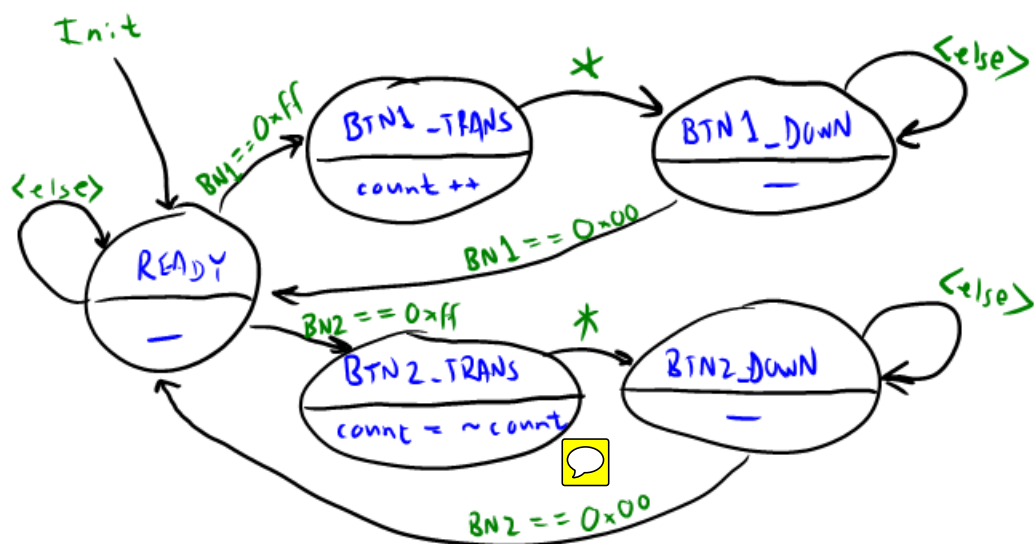 Init
<else>
READY
—
BN1==0xff
BTN1_TRANS
count ++
*
BTN1_DOWN
—
<else>
BN1 == 0x00
BN2 == 0xff
BTN2_TRANS
count = ~count
*
BTN2_DOWN
—
<else>
BN2 == 0x00